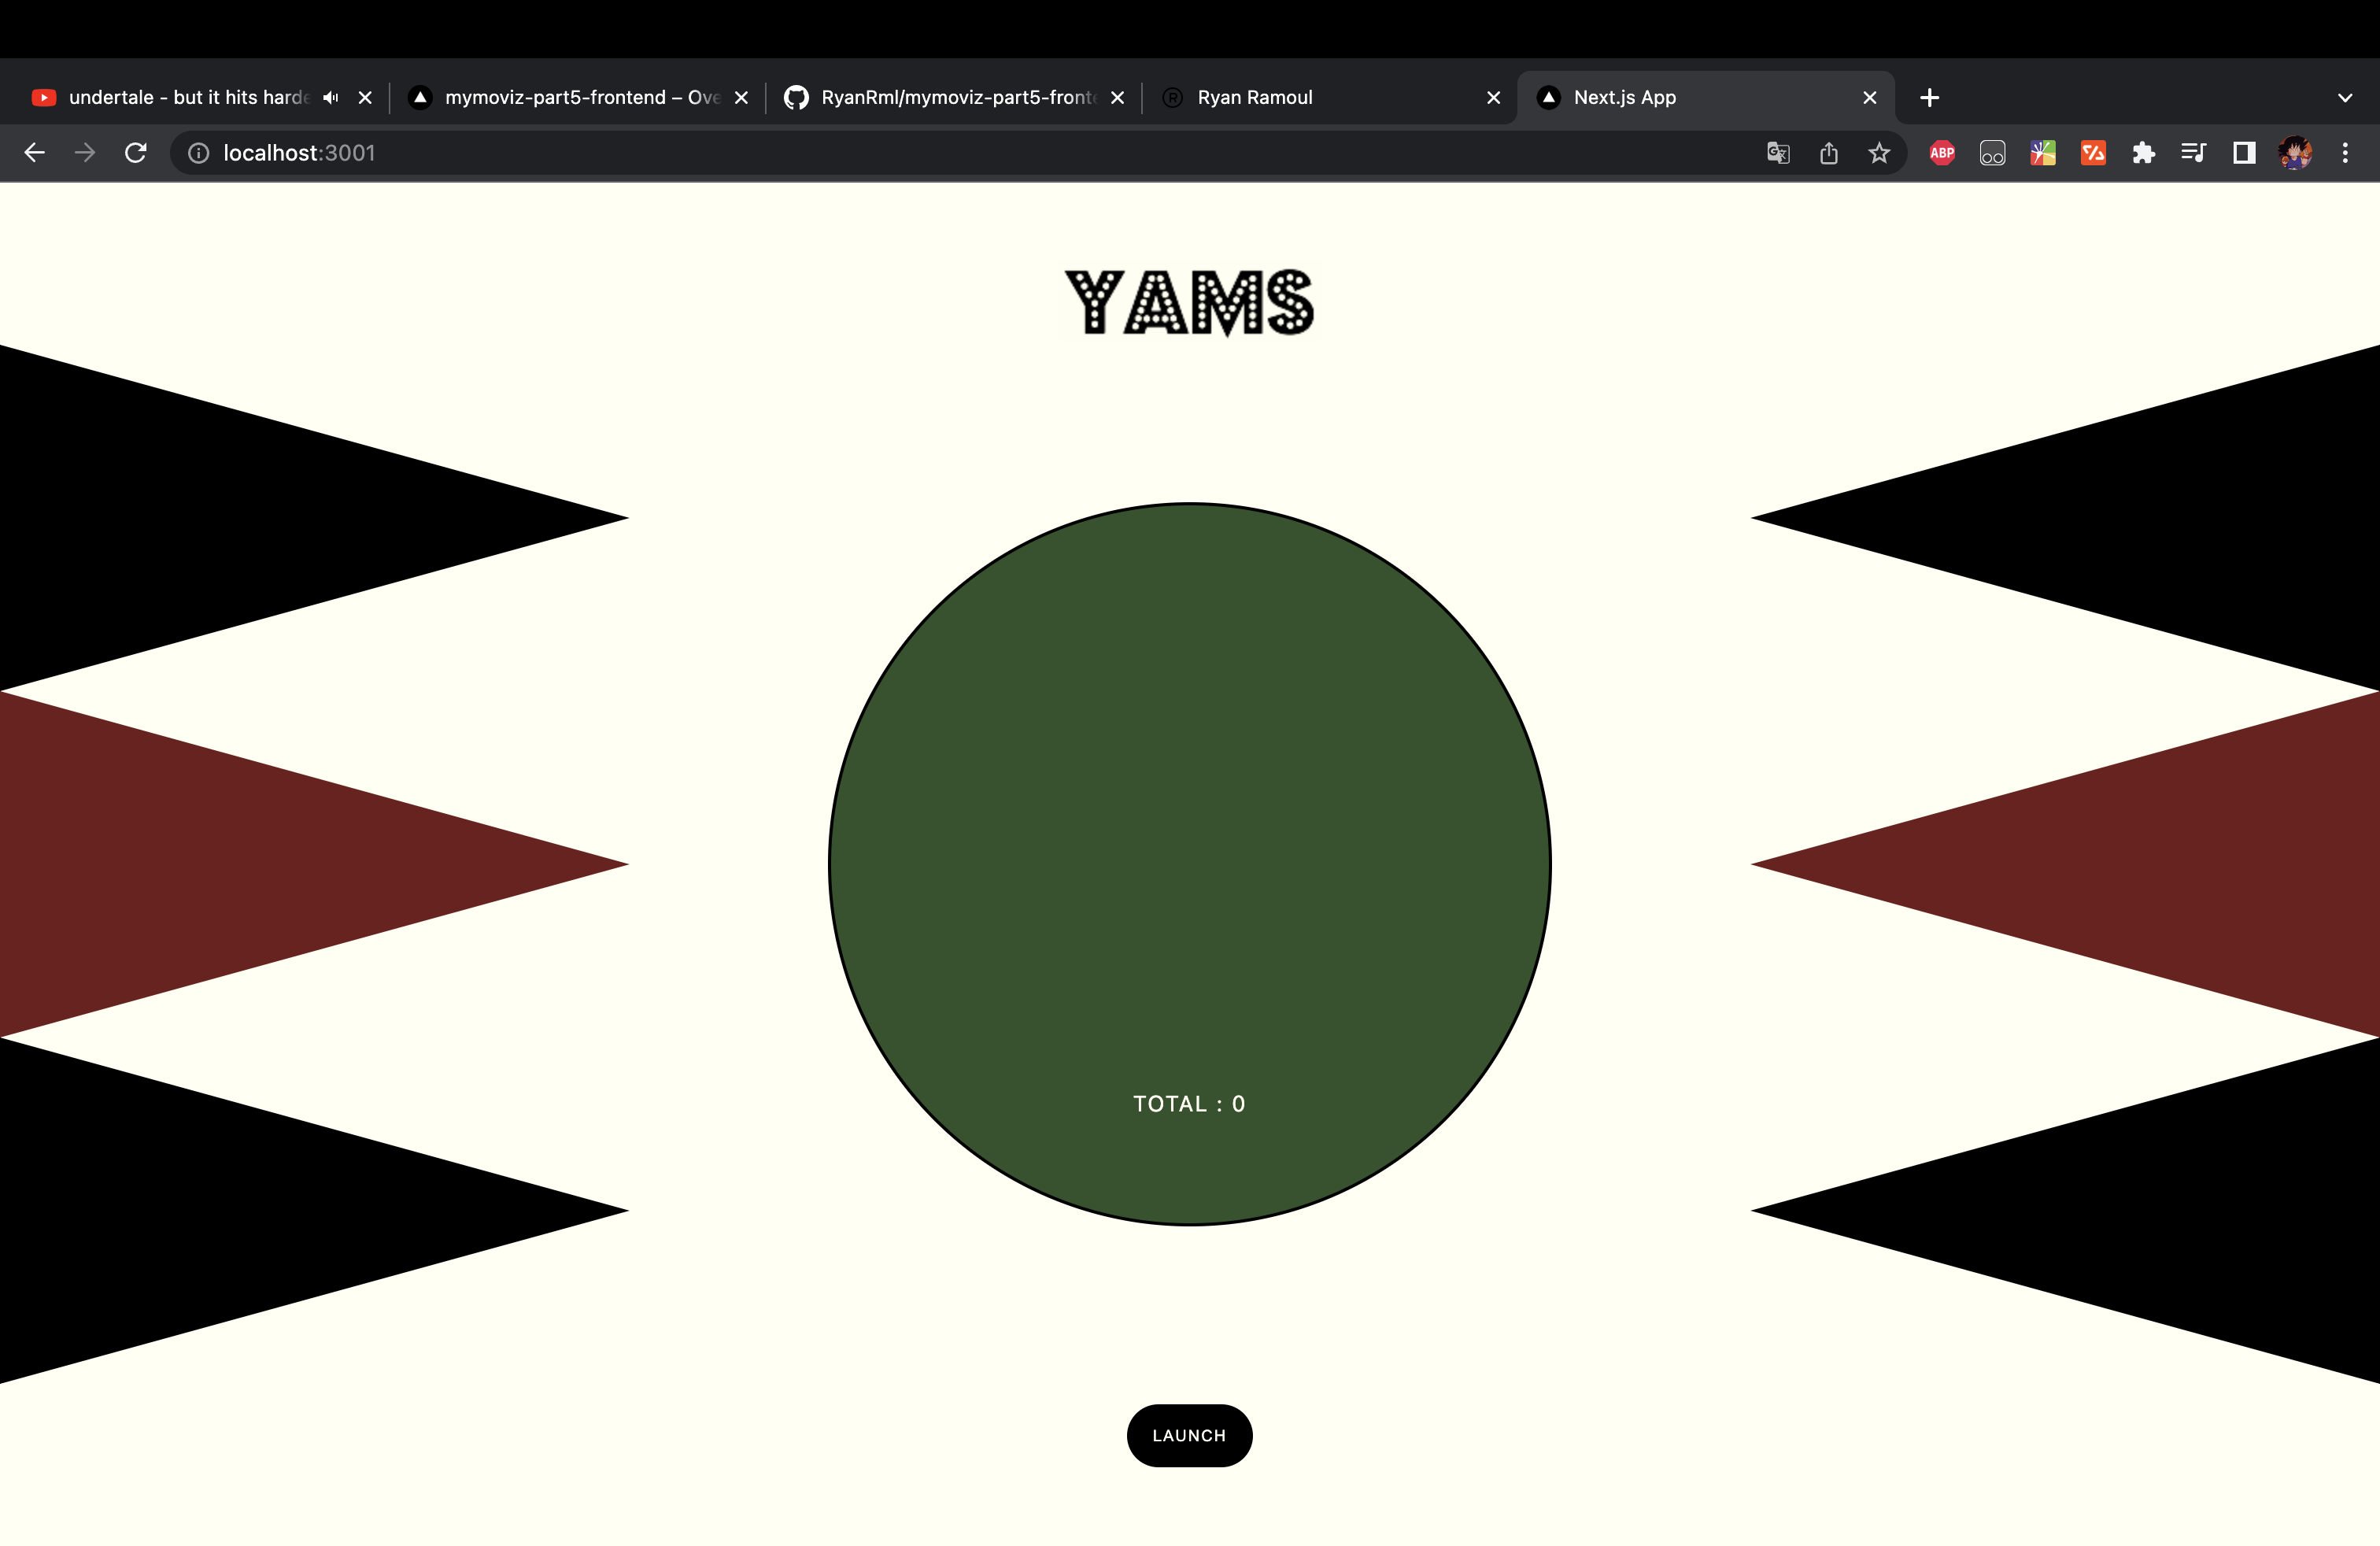 undertale - but it hits harde
mymoviz-part5-frontend – Ove
RyanRml/mymoviz-part5-fronte
Ryan Ramoul
Next.js App
localhost:3001
ABP
YAMS
TOTAL : 0
LAUNCH